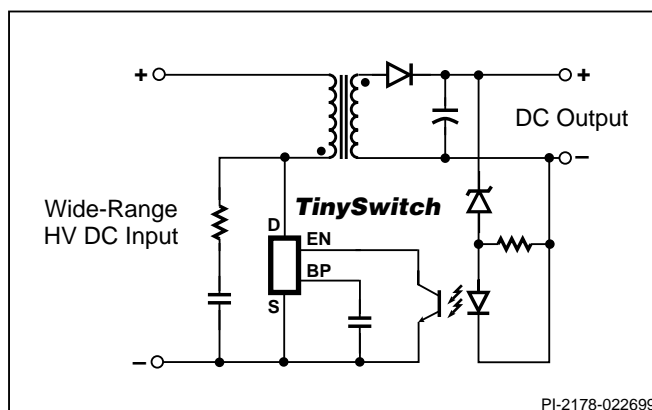 +
+
DC Output
−
Wide-Range
HV DC Input
TinySwitch
D
EN
BP
S
−
PI-2178-022699